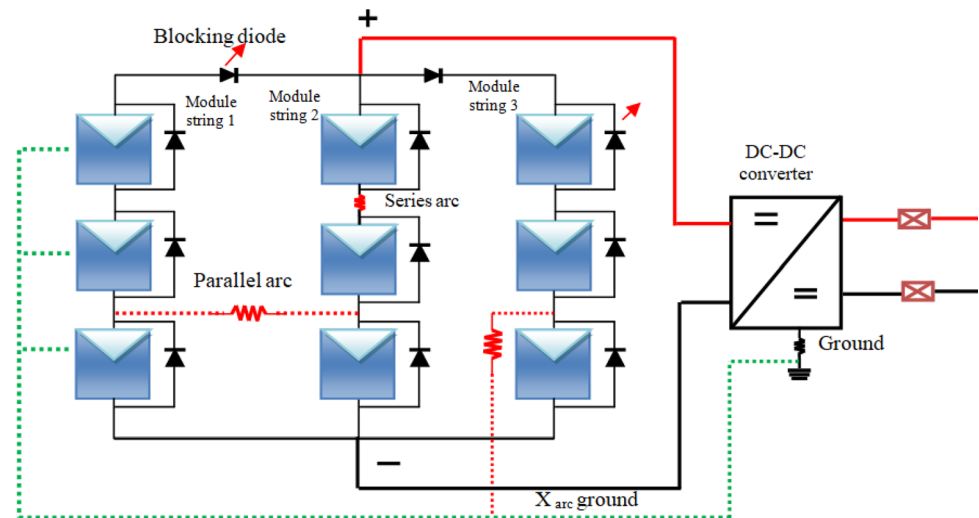 +
Blocking diode
Module
string 1
Module
string 2
Module
string 3
DC-DC
converter
Series arc
Parallel arc
Ground
−
X arc ground